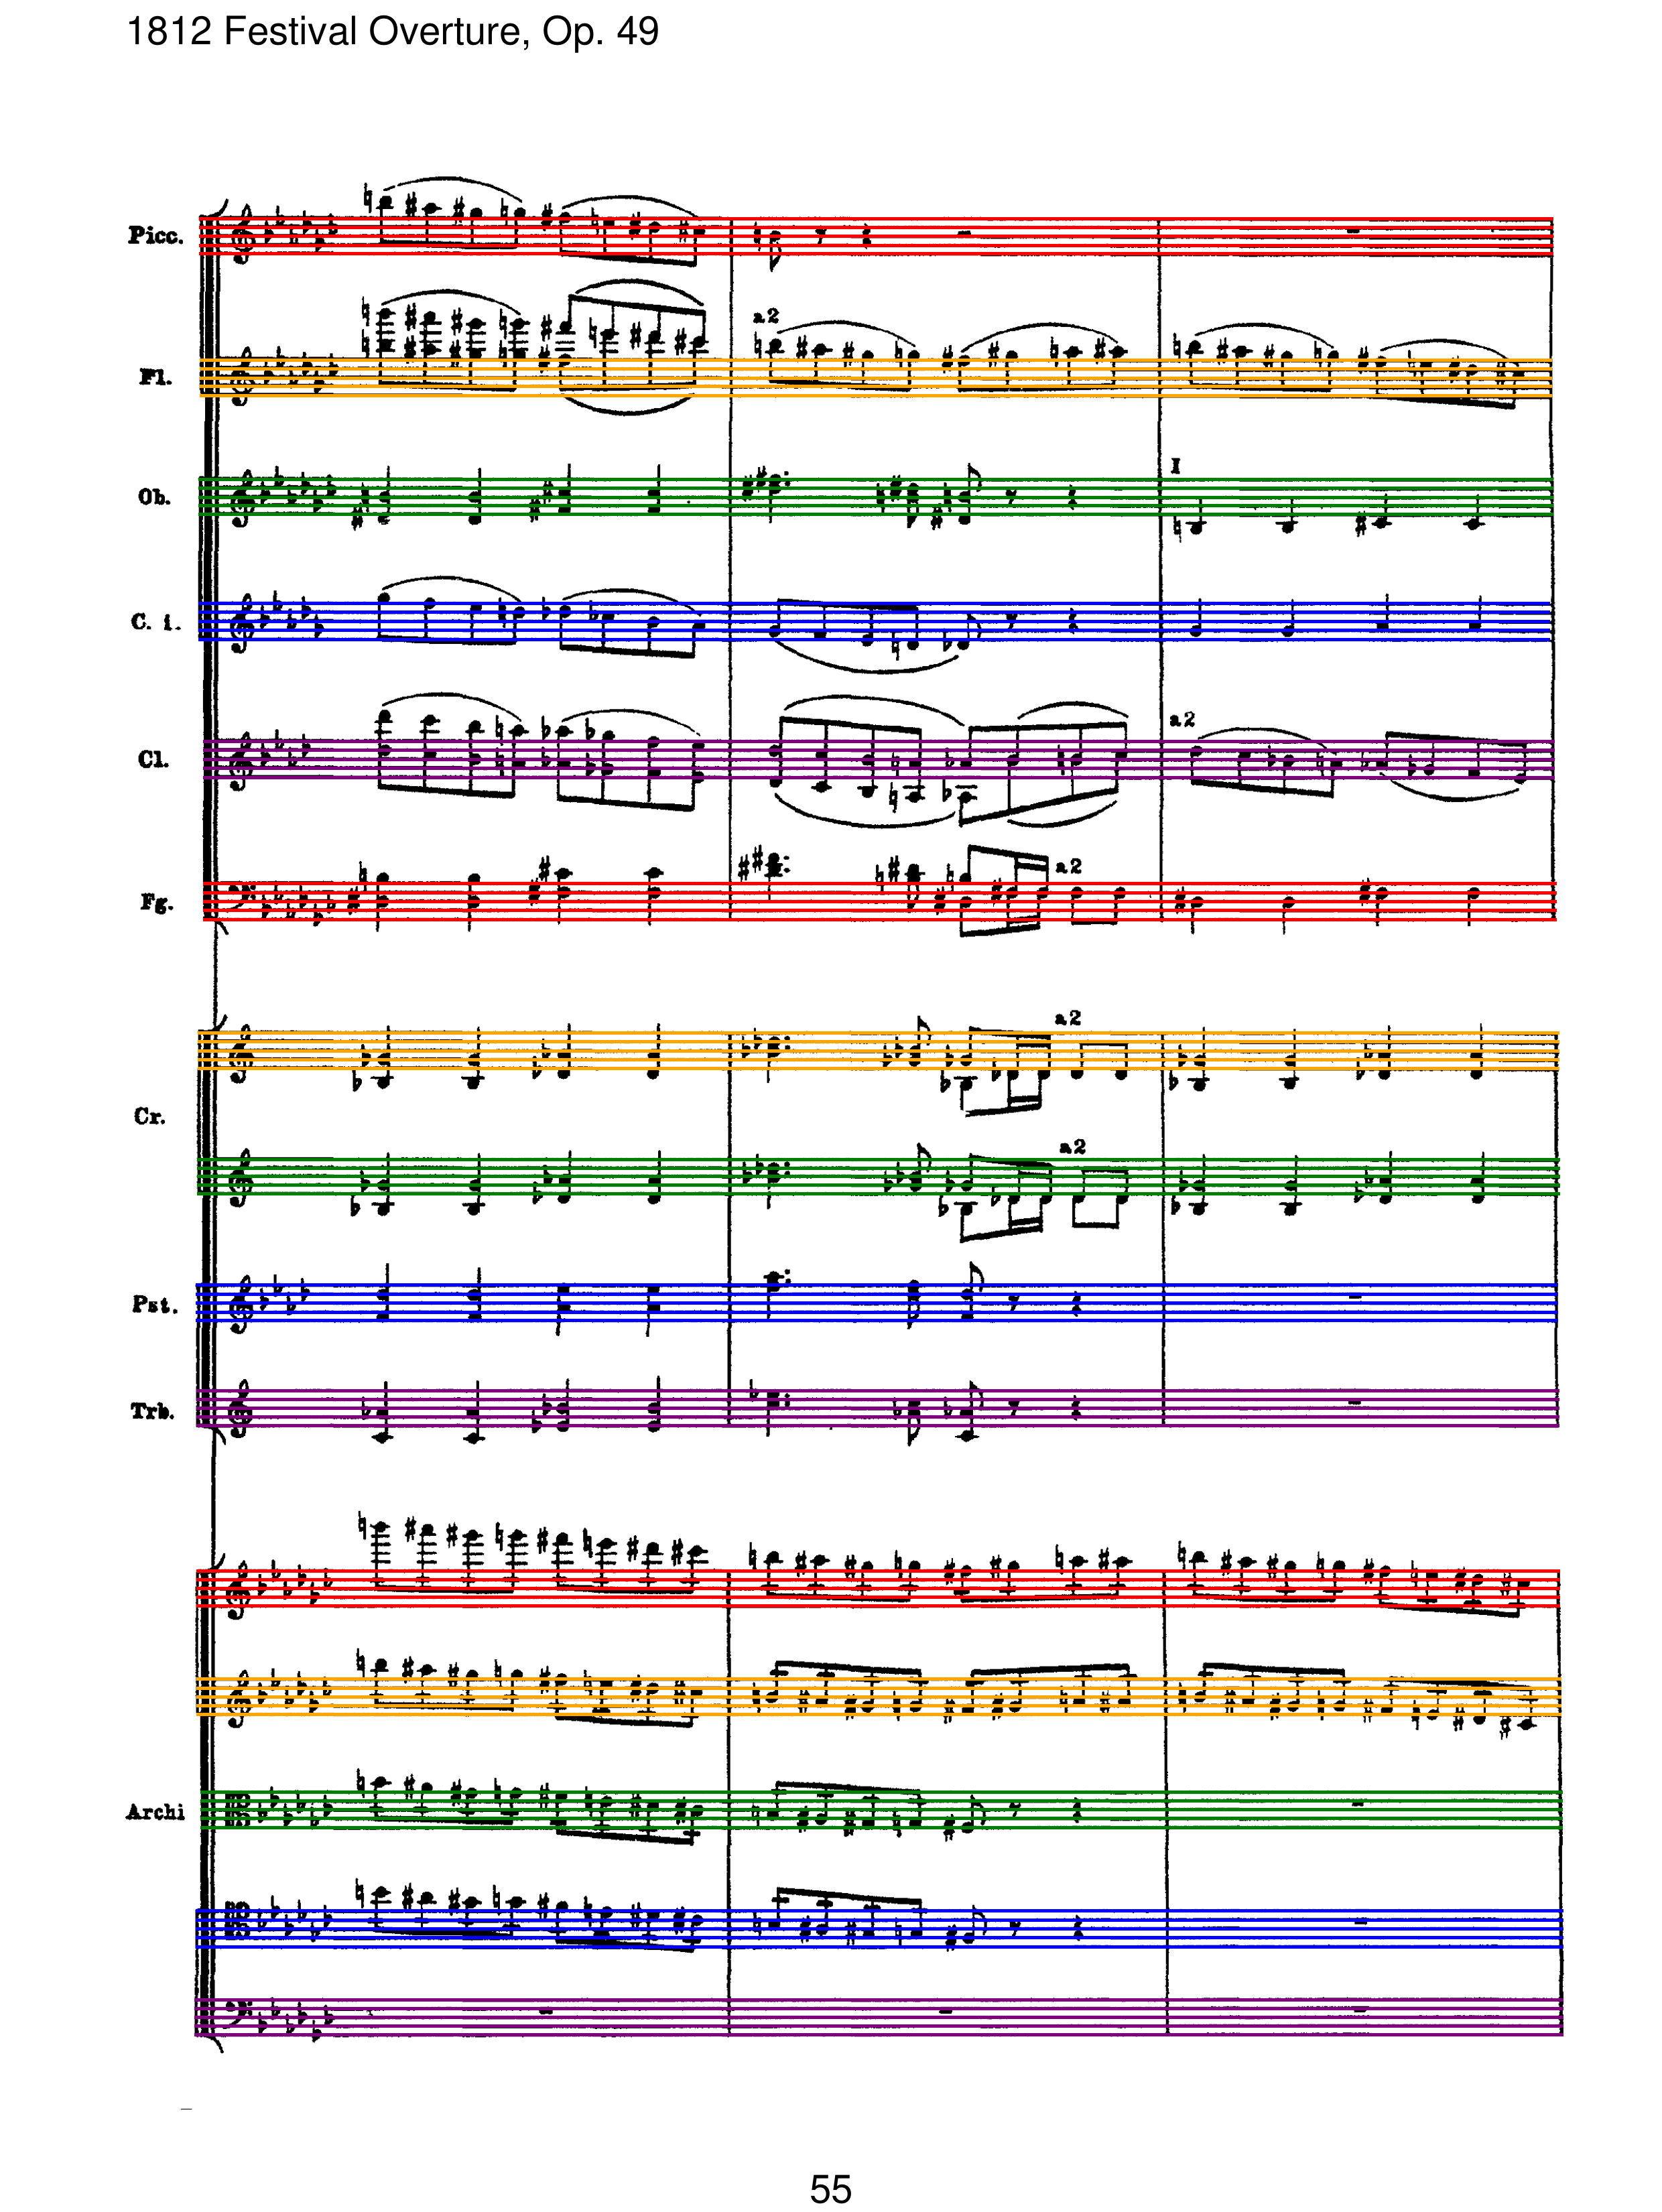 1812 Festival Overture, Op. 49
Picc.
Fl.
a2
Ob.
I
C. i.
Cl.
a2
Fg.
a2
a2
Cr.
a2
Pst.
Trb.
Archi
55